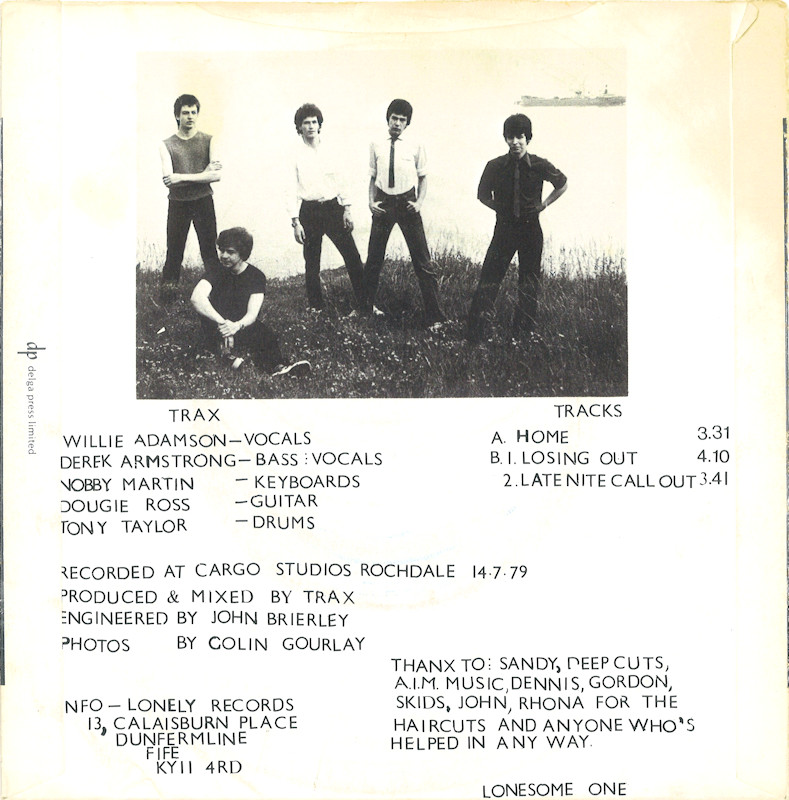 TRAX
WILLIE ADAMSON–VOCALS
DEREK ARMSTRONG–BASS:VOCALS
NOBBY MARTIN –KEYBOARDS
DOUGIE ROSS –GUITAR
TONY TAYLOR –DRUMS
TRACKS
A. HOME 3.31
B.1. LOSING OUT 4.10
2. LATE NITE CALL OUT 3.41
RECORDED AT CARGO STUDIOS ROCHDALE 14.7.79
PRODUCED & MIXED BY TRAX
ENGINEERED BY JOHN BRIERLEY
PHOTOS BY COLIN GOURLAY
NFO – LONELY RECORDS
13, CALAISBURN PLACE
DUNFERMLINE
FIFE
KY11 4RD
THANX TO: SANDY, DEEP CUTS,
A.I.M. MUSIC, DENNIS, GORDON,
SKIDS, JOHN, RHONA FOR THE
HAIRCUTS AND ANYONE WHO'S
HELPED IN ANY WAY.
LONESOME ONE
dp delga press limited